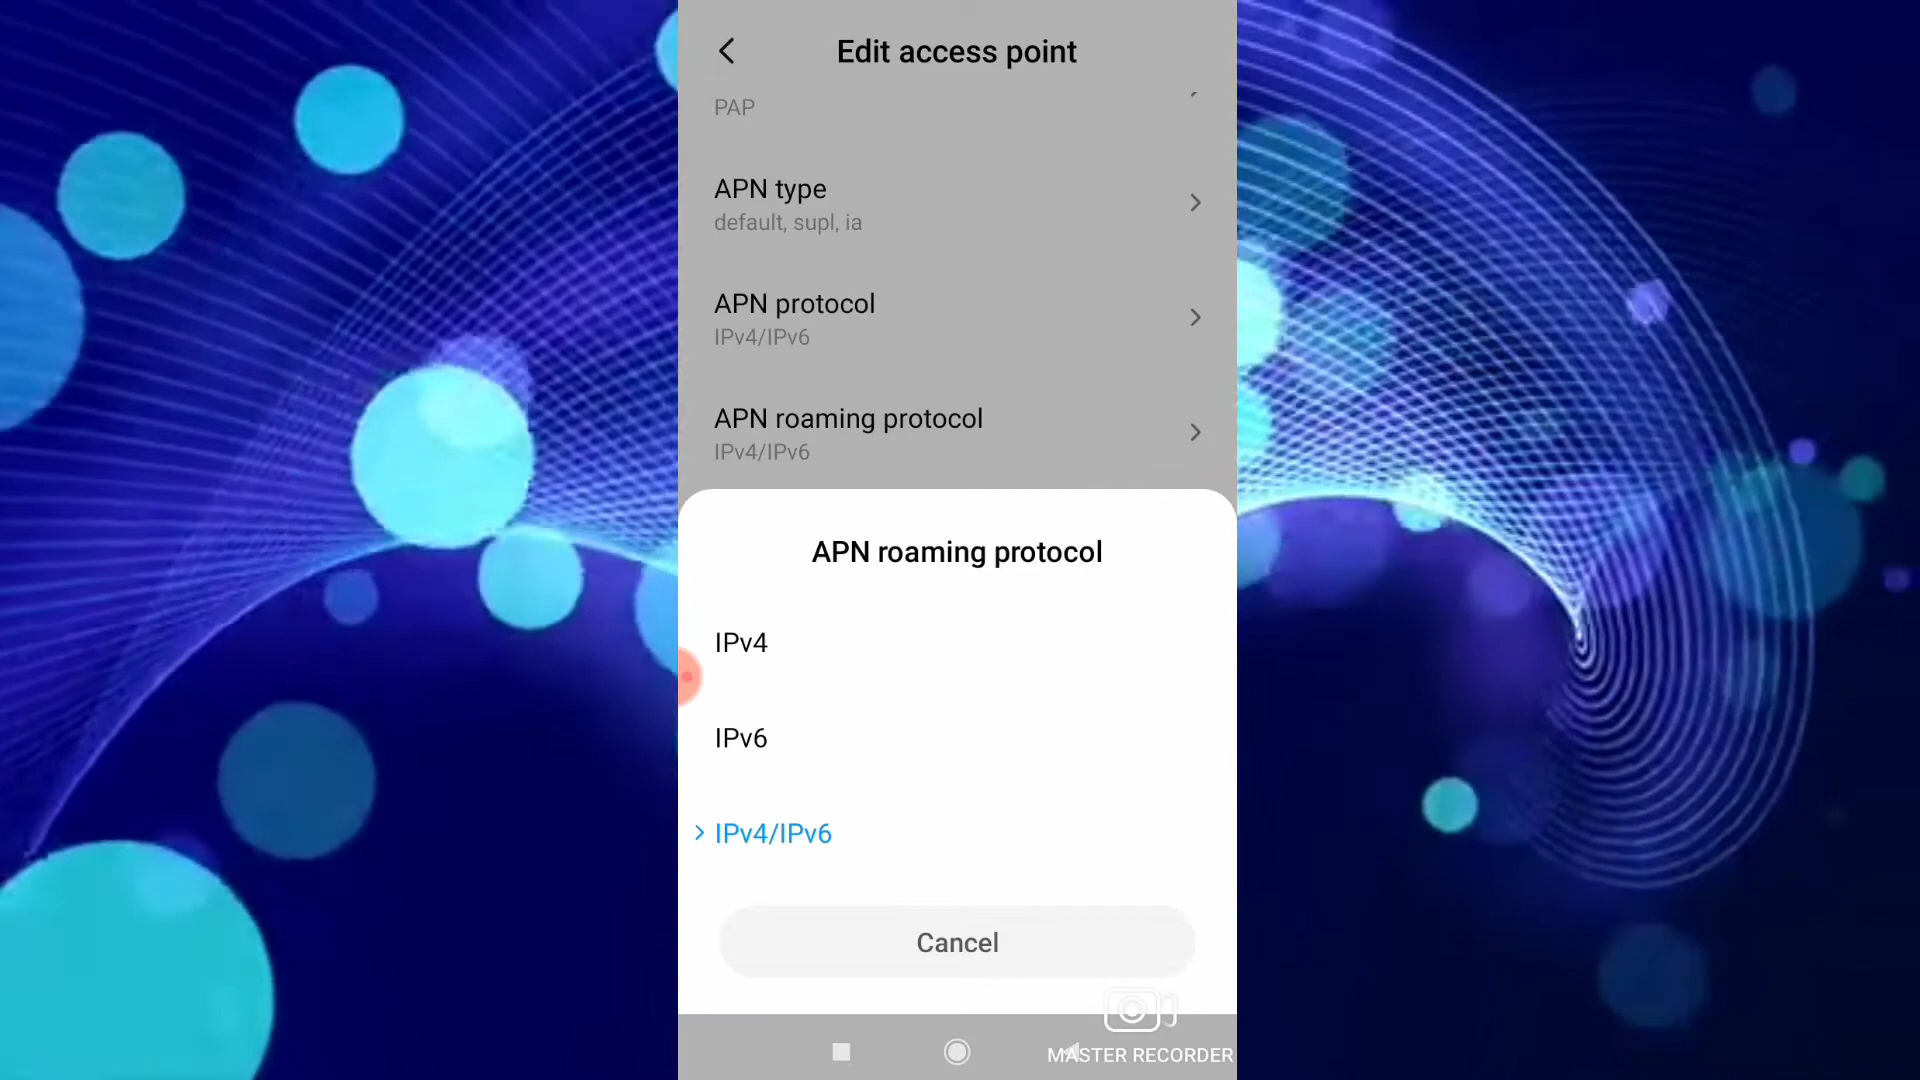 Edit access point
PAP
APN type
default, supl, ia
APN protocol
IPv4/IPv6
APN roaming protocol
IPv4/IPv6
APN roaming protocol
IPv4
IPv6
IPv4/IPv6
Cancel
MASTER RECORDER